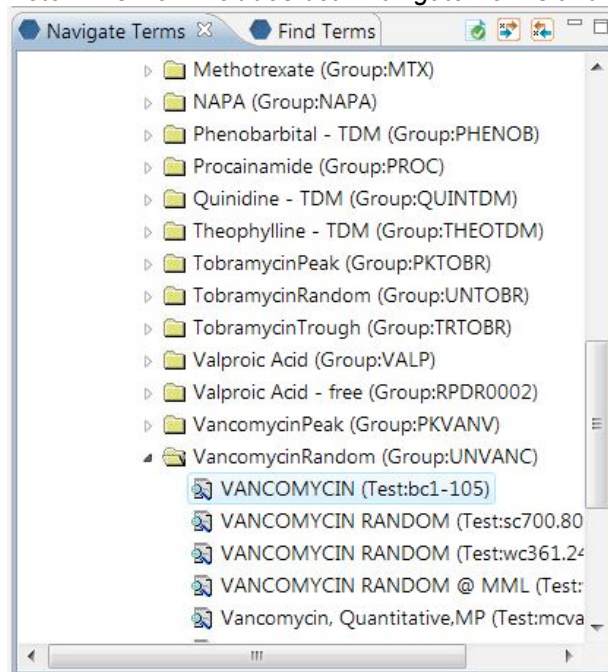 Navigate Terms
Find Terms
Methotrexate (Group:MTX)
NAPA (Group:NAPA)
Phenobarbital - TDM (Group:PHENOB)
Procainamide (Group:PROC)
Quinidine - TDM (Group:QUINTDM)
Theophylline - TDM (Group:THEOTDM)
TobramycinPeak (Group:PKTOBR)
TobramycinRandom (Group:UNTOBR)
TobramycinTrough (Group:TRTOBR)
Valproic Acid (Group:VALP)
Valproic Acid - free (Group:RPDR0002)
VancomycinPeak (Group:PKVANV)
VancomycinRandom (Group:UNVANC)
VANCOMYCIN (Test:bc1-105)
VANCOMYCIN RANDOM (Test:sc700.80
VANCOMYCIN RANDOM (Test:wc361.24
VANCOMYCIN RANDOM @ MML (Test:
Vancomycin, Quantitative,MP (Test:mcva